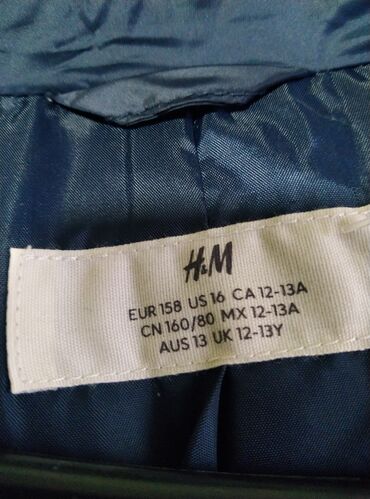 H&M
EUR 158 US 16 CA 12-13A
CN 160/80 MX 12-13A
AUS 13 UK 12-13Y